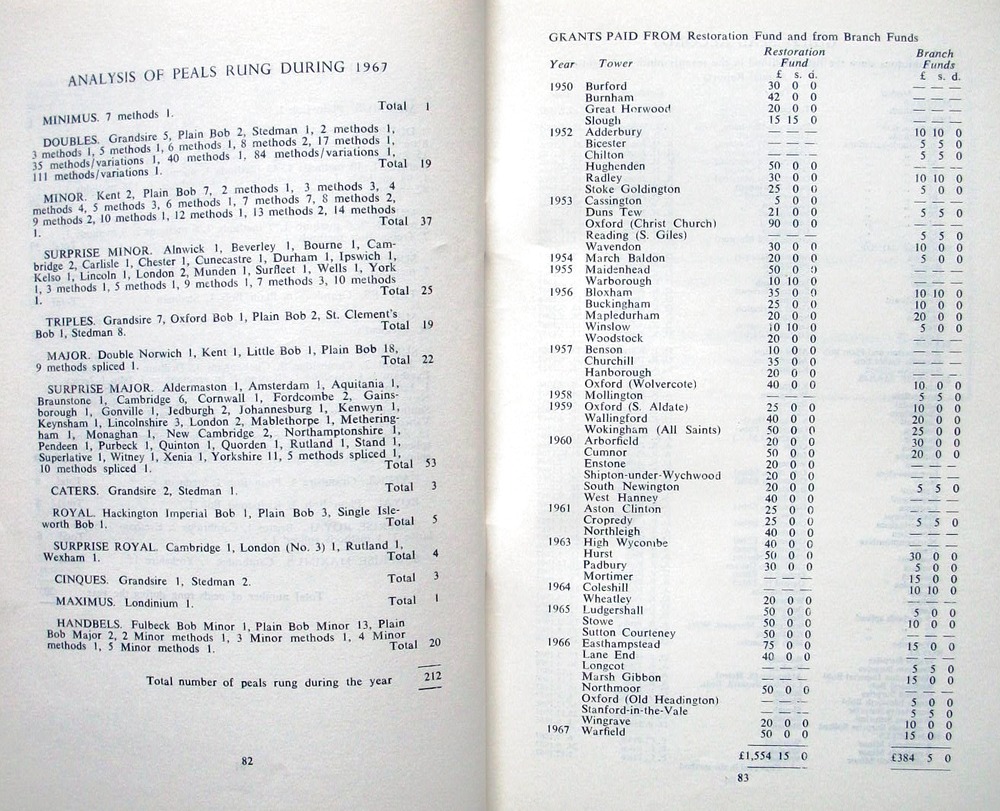 ANALYSIS OF PEALS RUNG DURING 1967
MINIMUS. 7 methods 1. Total 1
DOUBLES. Grandsire 5, Plain Bob 2, Stedman 1, 2 methods 1,
3 methods 1, 5 methods 1, 6 methods 1, 8 methods 2, 17 methods 1,
35 methods/variations 1, 40 methods 1, 84 methods/variations 1,
111 methods/variations 1. Total 19
MINOR. Kent 2, Plain Bob 7, 2 methods 1, 3 methods 3, 4
methods 4, 5 methods 3, 6 methods 1, 7 methods 7, 8 methods 2,
9 methods 2, 10 methods 1, 12 methods 1, 13 methods 2, 14 methods
1. Total 37
SURPRISE MINOR. Alnwick 1, Beverley 1, Bourne 1, Cam-
bridge 2, Carlisle 1, Chester 1, Cunecastre 1, Durham 1, Ipswich 1,
Kelso 1, Lincoln 1, London 2, Munden 1, Surfleet 1, Wells 1, York
1, 3 methods 1, 5 methods 1, 9 methods 1, 7 methods 3, 10 methods
1. Total 25
TRIPLES. Grandsire 7, Oxford Bob 1, Plain Bob 2, St. Clement's
Bob 1, Stedman 8. Total 19
MAJOR. Double Norwich 1, Kent 1, Little Bob 1, Plain Bob 18,
9 methods spliced 1. Total 22
SURPRISE MAJOR. Aldermaston 1, Amsterdam 1, Aquitania 1,
Braunstone 1, Cambridge 6, Cornwall 1, Fordcombe 2, Gains-
borough 1, Gonville 1, Jedburgh 2, Johannesburg 1, Kenwyn 1,
Keynsham 1, Lincolnshire 3, London 2, Mablethorpe 1, Metheringe-
ham 1, Monaghan 1, New Cambridge 2, Northamptonshire 1,
Pendeen 1, Purbeck 1, Quinton 1, Quorden 1, Rutland 1, Stand 1,
Superlative 1, Witney 1, Xenia 1, Yorkshire 11, 5 methods spliced 1,
10 methods spliced 1. Total 53
CATERS. Grandsire 2, Stedman 1. Total 3
ROYAL. Hackington Imperial Bob 1, Plain Bob 3, Single Isle-
worth Bob 1. Total 5
SURPRISE ROYAL. Cambridge 1, London (No. 3) 1, Rutland 1,
Wexham 1. Total 4
CINQUES. Grandsire 1, Stedman 2. Total 3
MAXIMUS. Londinium 1. Total 1
HANDBELLS. Fulbeck Bob Minor 1, Plain Bob Minor 13, Plain
Bob Major 2, 2 Minor methods 1, 3 Minor methods 1, 4 Minor
methods 1, 5 Minor methods 1. Total 20
Total number of peals rung during the year 212
82
GRANTS PAID FROM Restoration Fund and from Branch Funds
Restoration Branch
Year Tower Fund Funds
£ s. d. £ s. d.
1950 Burford 30 0 0 — — —
Burnham 42 0 0 — — —
Great Horwood 20 0 0 — — —
Slough 15 15 0 — — —
1952 Adderbury — — — 10 10 0
Bicester — — — 5 5 0
Chilton — — — 5 5 0
Hughenden 50 0 0 — — —
Radley 30 0 0 10 10 0
Stoke Goldington 25 0 0 5 0 0
1953 Cassington 5 0 0 — — —
Duns Tew 21 0 0 5 5 0
Oxford (Christ Church) 90 0 0 — — —
Reading (S. Giles) — — — 5 5 0
Wavendon 30 0 0 10 0 0
1954 March Baldon 20 0 0 5 0 0
1955 Maidenhead 50 0 0 — — —
Warborough 10 10 0 — — —
1956 Bloxham 35 0 0 10 10 0
Buckingham 25 0 0 10 0 0
Mapledurham 20 0 0 20 0 0
Winslow 10 10 0 5 0 0
Woodstock 20 0 0 — — —
1957 Benson 10 0 0 — — —
Churchill 35 0 0 — — —
Hanborough 20 0 0 — — —
Oxford (Wolvercote) 40 0 0 10 0 0
1958 Mollington — — — 5 5 0
1959 Oxford (S. Aldate) 25 0 0 10 0 0
Wallingford 40 0 0 20 0 0
Wokingham (All Saints) 50 0 0 25 0 0
1960 Arborfield 20 0 0 30 0 0
Cumnor 50 0 0 20 0 0
Enstone 20 0 0 — — —
Shipton-under-Wychwood 20 0 0 — — —
South Newington 20 0 0 5 5 0
West Hanney 40 0 0 — — —
1961 Aston Clinton 25 0 0 — — —
Cropredy 25 0 0 5 5 0
Northleigh 40 0 0 — — —
1963 High Wycombe 40 0 0 — — —
Hurst 50 0 0 30 0 0
Padbury 30 0 0 5 0 0
Mortimer — — — 15 0 0
1964 Coleshill — — — 10 10 0
Wheatley 20 0 0 — — —
1965 Ludgershall 50 0 0 5 0 0
Stowe 50 0 0 10 0 0
Sutton Courteney 50 0 0 — — —
1966 Easthampstead 75 0 0 15 0 0
Lane End 40 0 0 — — —
Longcot — — — 5 5 0
Marsh Gibbon — — — 15 0 0
Northmoor 50 0 0 — — —
Oxford (Old Headington) — — — 5 0 0
Stanford-in-the-Vale — — — 5 5 0
Wingrave 20 0 0 10 0 0
1967 Warfield 50 0 0 15 0 0
£1,554 15 0 £384 5 0
83